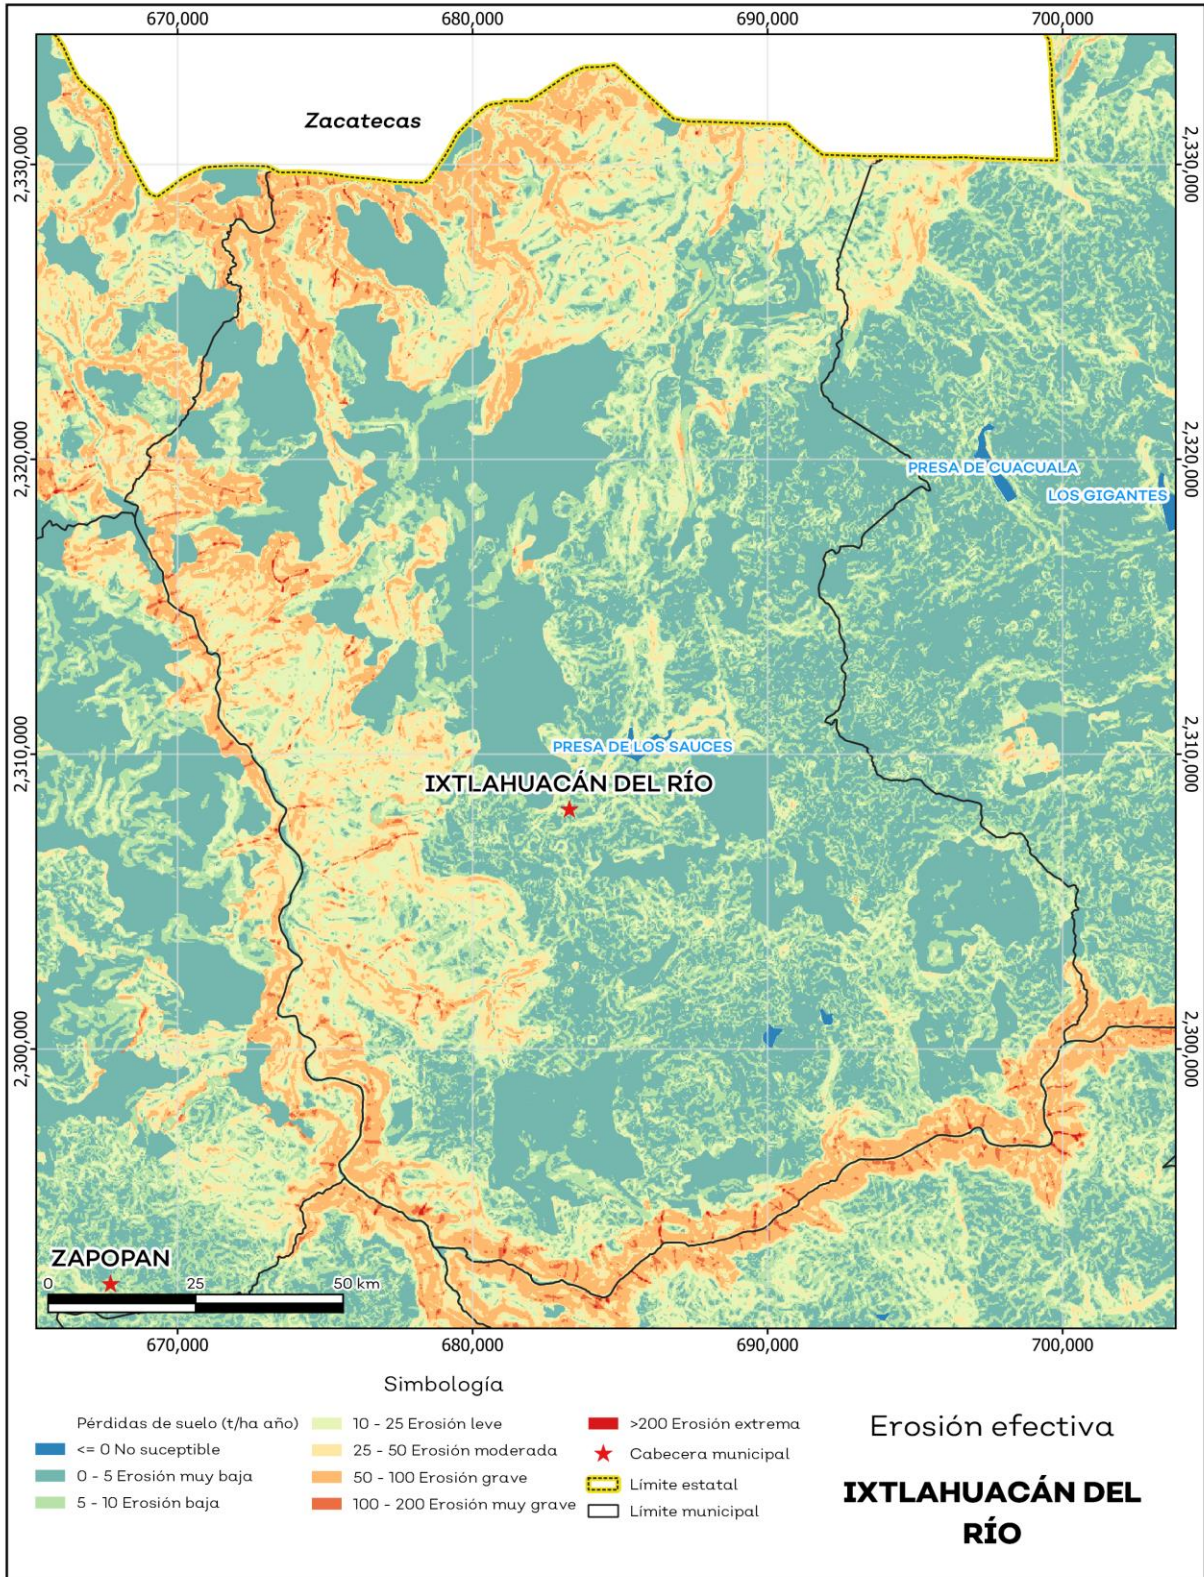 670,000 680,000 690,000 700,000
Zacatecas
2,330,000 2,330,000
2,320,000 2,320,000
PRESA DE CUACUALA
LOS GIGANTES
PRESA DE LOS SAUCES
2,310,000 2,310,000
IXTLAHUACÁN DEL RÍO
2,300,000 2,300,000
ZAPOPAN
0 25 50 km
670,000 680,000 690,000 700,000
Simbología
Pérdidas de suelo (t/ha año)
<= 0 No suceptible
0 - 5 Erosión muy baja
5 - 10 Erosión baja
10 - 25 Erosión leve
25 - 50 Erosión moderada
50 - 100 Erosión grave
100 - 200 Erosión muy grave
>200 Erosión extrema
Cabecera municipal
Límite estatal
Límite municipal
Erosión efectiva
IXTLAHUACÁN DEL
RÍO